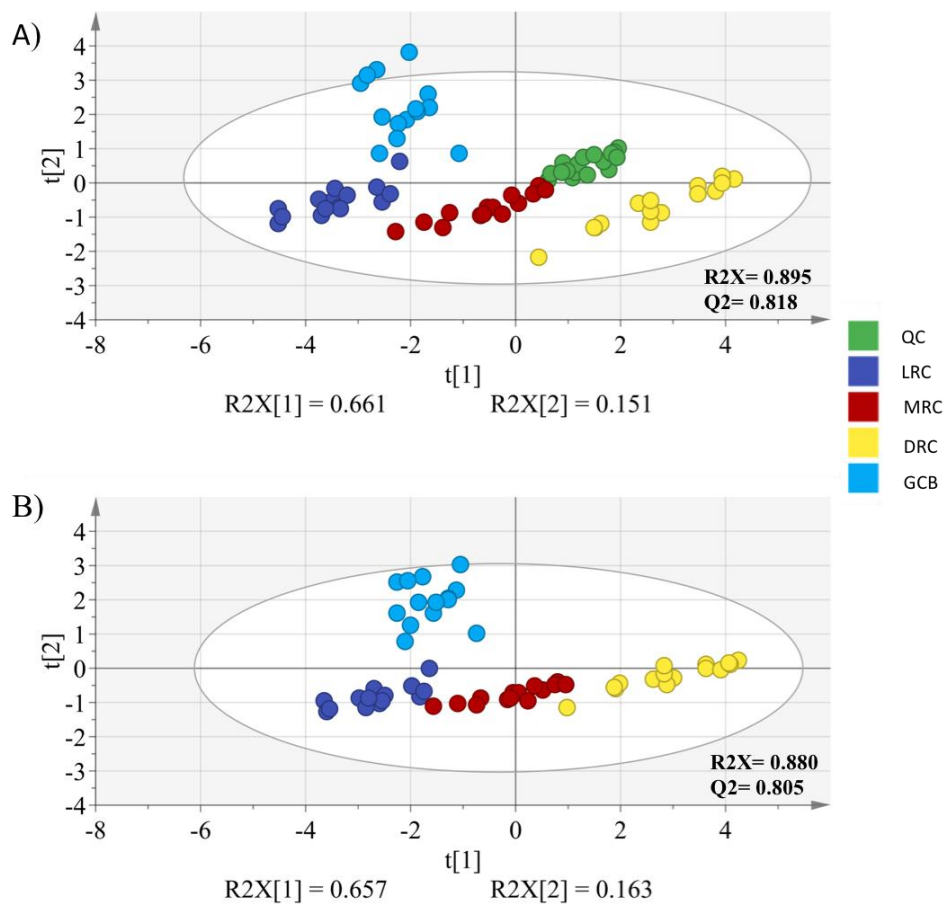 A)
4
3
2
1
0
-1
-2
-3
-4
t[2]
R2X= 0.895
Q2= 0.818
-8 -6 -4 -2 0 2 4
t[1]
R2X[1] = 0.661 R2X[2] = 0.151
QC
LRC
MRC
DRC
GCB
B)
4
3
2
1
0
-1
-2
-3
-4
t[2]
R2X= 0.880
Q2= 0.805
-8 -6 -4 -2 0 2 4
t[1]
R2X[1] = 0.657 R2X[2] = 0.163